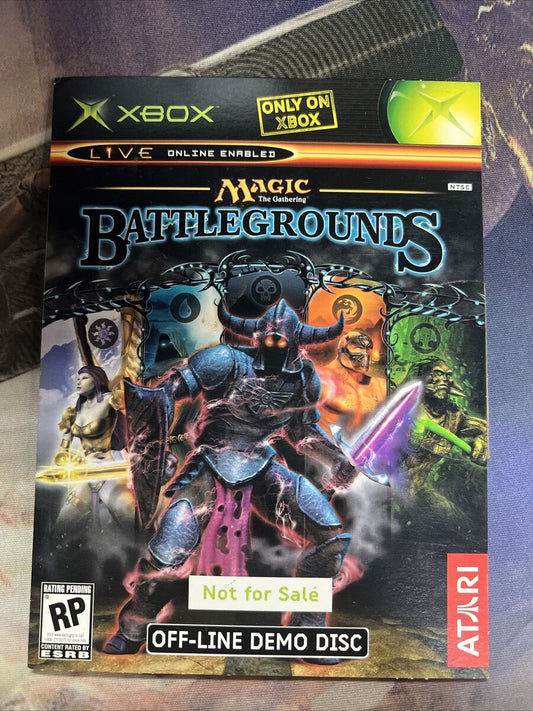 XBOX
ONLY ON
XBOX
LIVE ONLINE ENABLED
NTSC
MAGIC
The Gathering
BATTLEGROUNDS
Not for Sale
OFF-LINE DEMO DISC
RATING PENDING
RP
CONTENT RATED BY
ESRB
ATARI